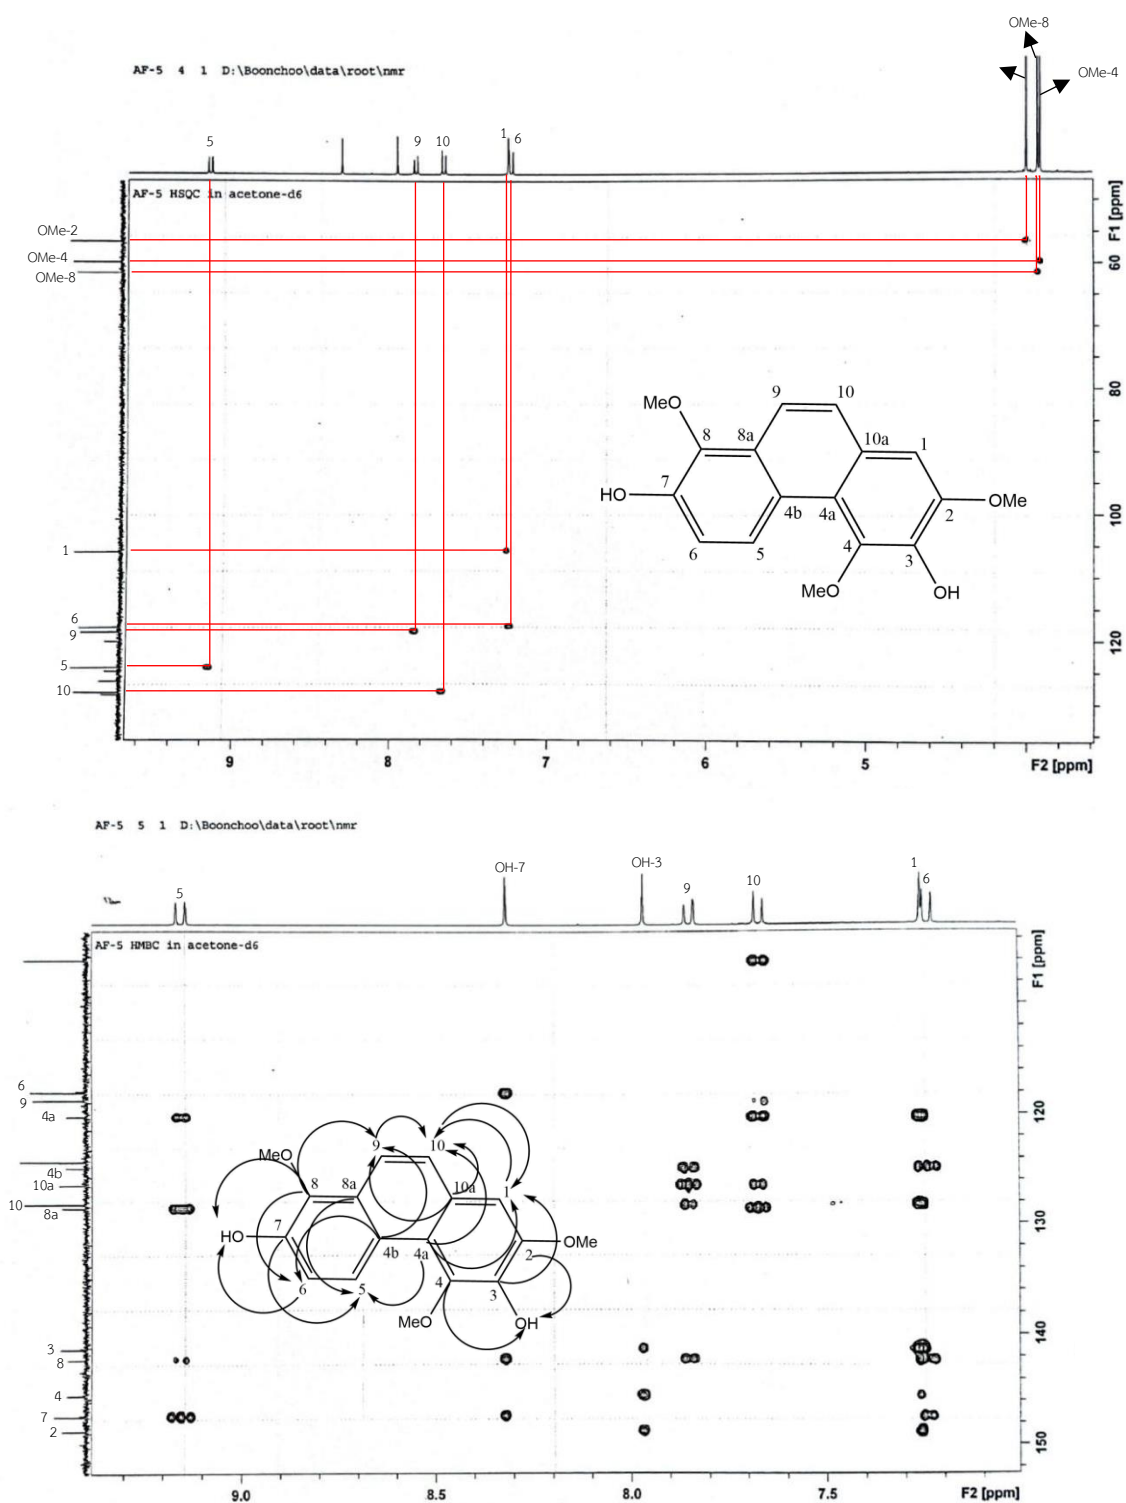 OMe-8
AF-5 4 1 D:\Boonchoo\data\root\nmr
OMe-4
5
9 10 1 6
AF-5 HSQC in acetone-d6
F1 [ppm]
OMe-2
OMe-4
OMe-8
60
80
100
120
1
6
9
5
10
9 10
MeO
8 8a 10a 1
HO 7 4b 4a 2 OMe
6 5 4 3
MeO OH
9 8 7 6 5 F2 [ppm]
AF-5 5 1 D:\Boonchoo\data\root\nmr
5 OH-7 OH-3 9 10 1 6
AF-5 HMBC in acetone-d6
F1 [ppm]
6
9
4a
4b
10a
10
8a
3
8
4
7
2
120
130
140
150
9 10
MeO
8 8a 10a 1
HO 7 4b 4a 2 OMe
6 5 4 3
MeO OH
9.0 8.5 8.0 7.5 F2 [ppm]